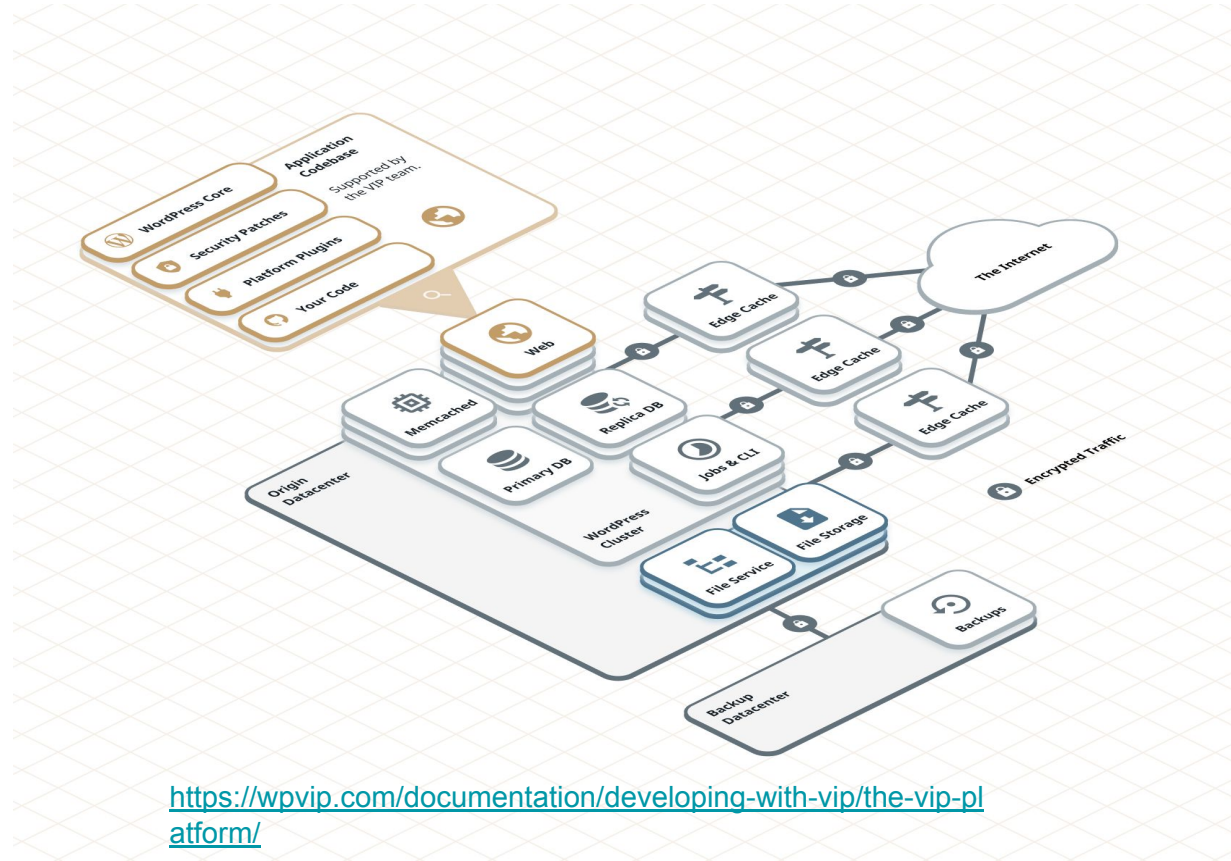 Application
Codebase
Supported by
the VIP team.
WordPress Core
Security Patches
Platform Plugins
Your Code
Web
Memcached
Replica DB
Primary DB
Jobs & CLI
Edge Cache
Edge Cache
Edge Cache
The Internet
Encrypted Traffic
Origin
Datacenter
WordPress
Cluster
File Storage
File Service
Backups
Backup
Datacenter
https://wpvip.com/documentation/developing-with-vip/the-vip-pl
atform/